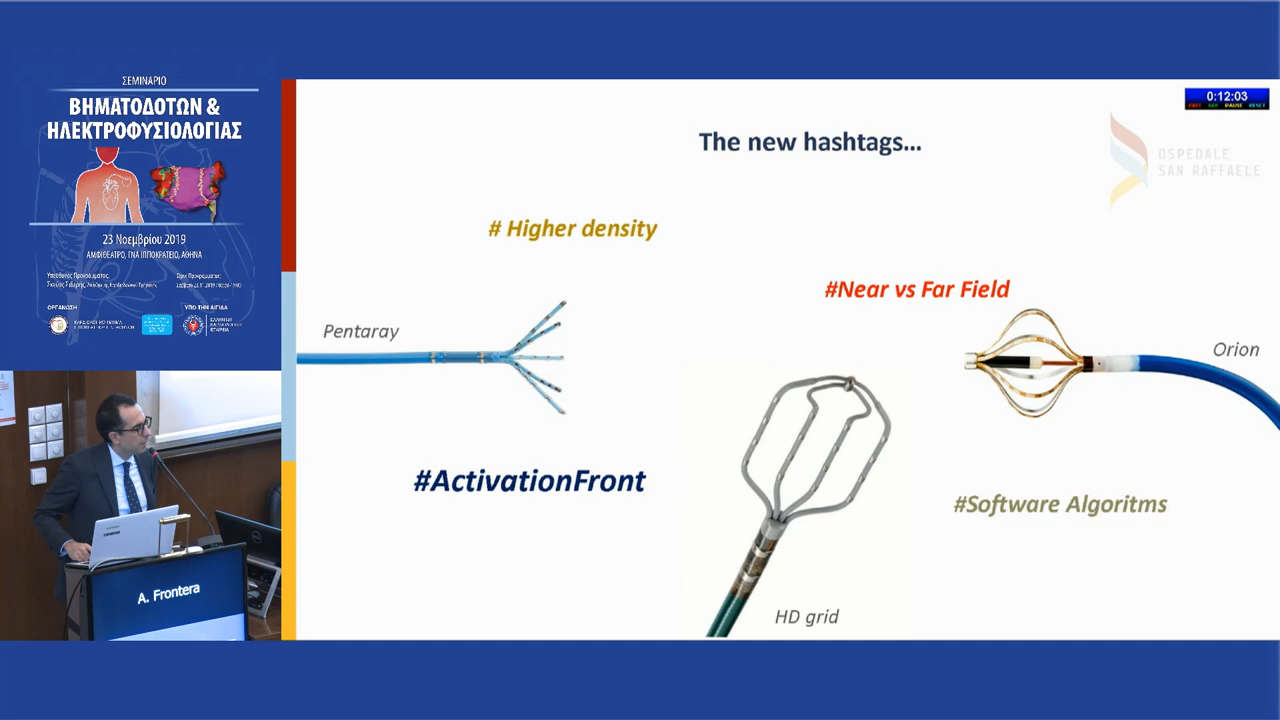 ΣΕΜΙΝΑΡΙΟ
ΒΗΜΑΤΟΔΟΤΩΝ &
ΗΛΕΚΤΡΟΦΥΣΙΟΛΟΓΙΑΣ
23 Νοεμβρίου 2019
ΑΜΦΙΘΕΑΤΡΟ, ΓΝΑ ΙΠΠΟΚΡΑΤΕΙΟ, ΑΘΗΝΑ
ΟΡΓΑΝΩΣΗ
ΥΠΟ ΤΗΝ ΑΙΓΙΔΑ
A. Frontera
0:12:03
The new hashtags...
OSPEDALE
SAN RAFFAELE
# Higher density
#Near vs Far Field
Pentaray
Orion
#ActivationFront
#Software Algoritms
HD grid